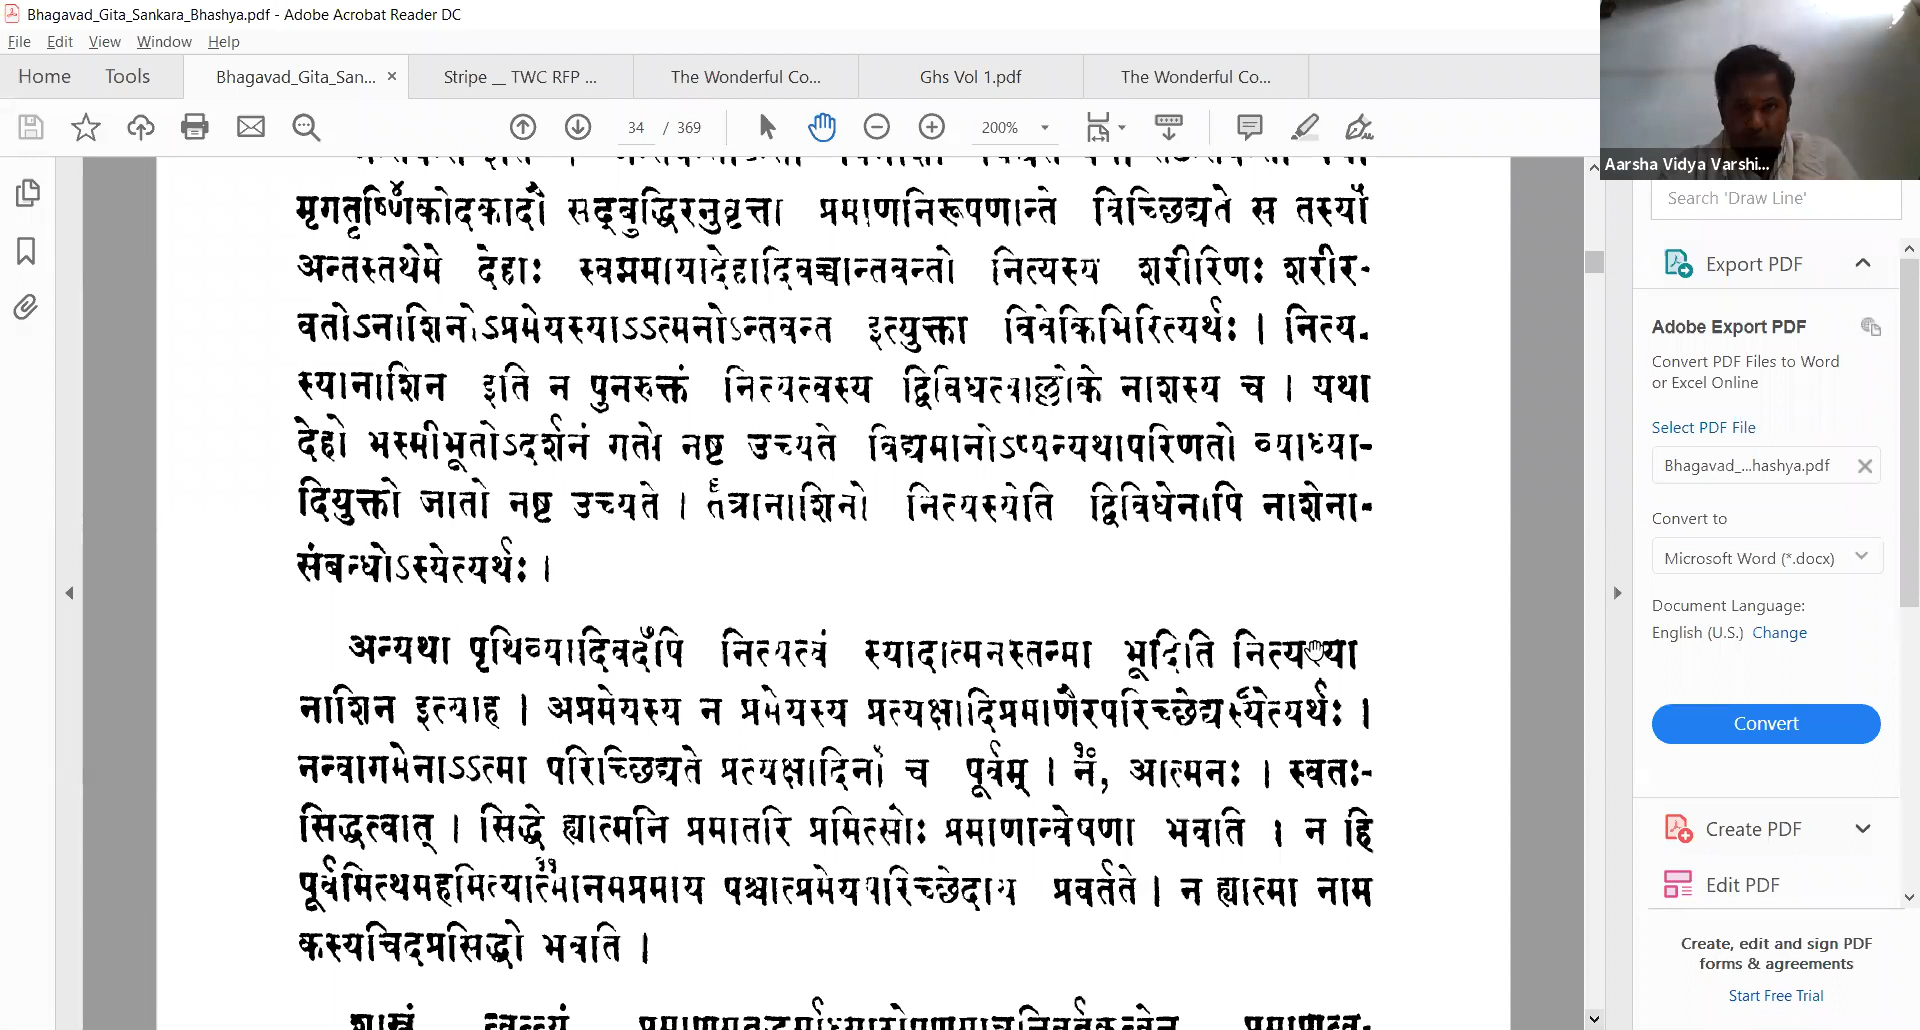 Bhagavad_Gita_Sankara_Bhashya.pdf - Adobe Acrobat Reader DC
File Edit View Window Help
Home Tools Bhagavad_Gita_San... × Stripe __ TWC RFP ... The Wonderful Co... Ghs Vol 1.pdf The Wonderful Co...
34 / 369 200%
Aarsha Vidya Varshi...
Search 'Draw Line'
मृगतृष्णिकोदकादौ सद्बुद्धिरनुवृत्ता प्रमाणनिरूपणान्ते विच्छिद्यते स तस्या
अन्तस्तथेमे देहाः स्वप्नमायादेहादिवच्चान्तवन्तो नित्यस्य शरीरिणः शरीर-
वतोऽनाशिनोऽप्रमेयस्याऽऽत्मनोऽन्तवन्त इत्युक्ता विवेकिभिरित्यर्थः । नित्य-
स्यानाशिन इति न पुनरुक्तं नित्यत्वस्य द्विविधत्वाल्लोके नाशस्य च । यथा
देहो भस्मीभूतोऽदर्शनं गतो नष्ट उच्यते विद्यमानोऽप्यन्यथापरिणतो व्याध्या-
दियुक्तो जातो नष्ट उच्यते । तत्रानाशिनो नित्यस्येति द्विविधेनापि नाशेना-
संबन्धोऽस्येत्यर्थः ।
अन्यथा पृथिव्यादिवदपि नित्यत्वं स्यादात्मनस्तन्मा भूदिति
नाशिन इत्याह । अप्रमेयस्य न प्रमेयस्य प्रत्यक्षादिप्रमाणैरपरिच्छेद्यस्येत्यर्थः ।
नन्वागमेनाऽऽत्मा परिच्छिद्यते प्रत्यक्षादिना च पूर्वम् । न, आत्मनः । स्वतः-
सिद्धत्वात् । सिद्धे ह्यात्मनि प्रमातरि प्रमित्सोः प्रमाणान्वेषणा भवति । न हि
पूर्वमित्थमहमित्यात्मानमप्रमाय पश्चात्प्रमेयपरिच्छेदाय प्रवर्तते । न ह्यात्मा नाम
कस्यचिदप्रसिद्धो भवति ।
Export PDF
Adobe Export PDF
Convert PDF Files to Word
or Excel Online
Select PDF File
Bhagavad_...hashya.pdf
Convert to
Microsoft Word (*.docx)
Document Language:
English (U.S.) Change
Convert
Create PDF
Edit PDF
Create, edit and sign PDF
forms & agreements
Start Free Trial